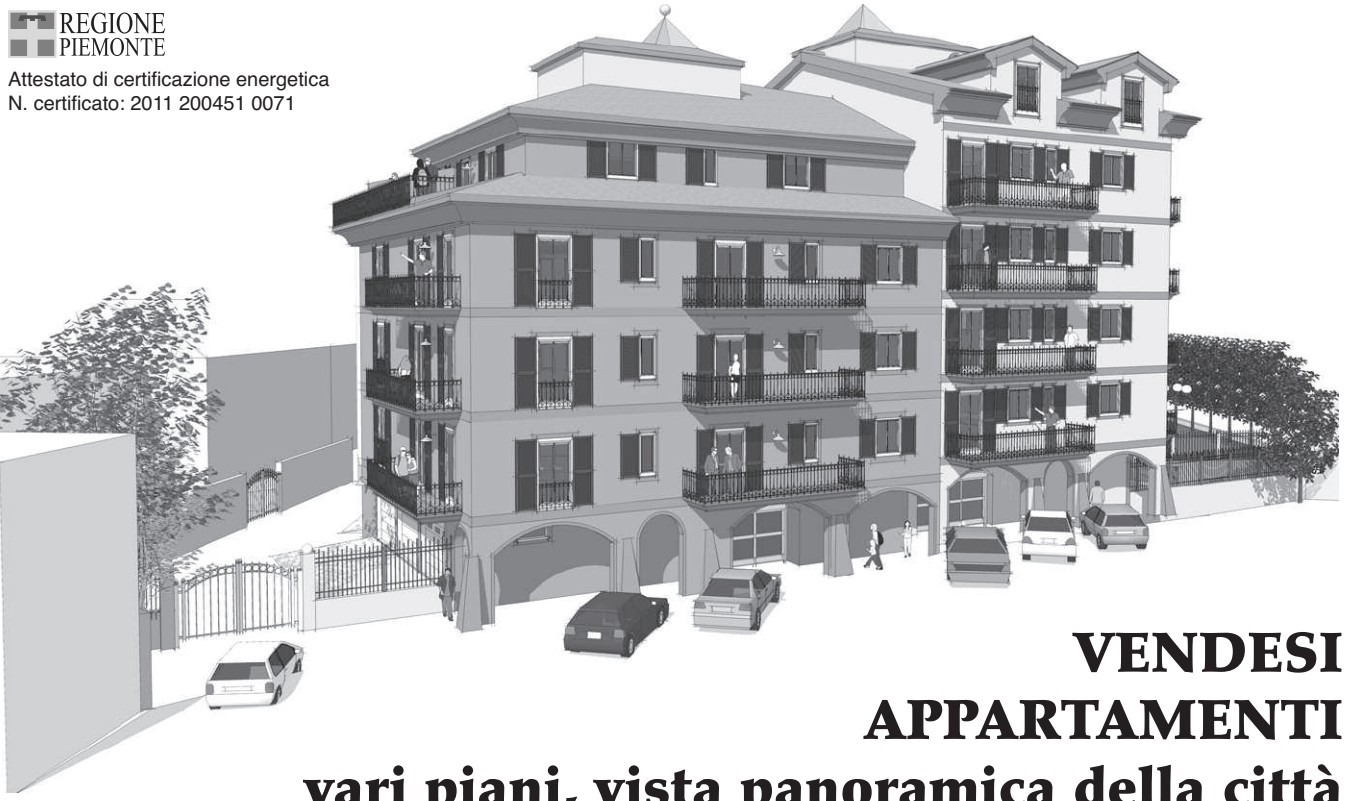 REGIONE
PIEMONTE
Attestato di certificazione energetica
N. certificato: 2011 200451 0071
VENDESI
APPARTAMENTI
vari piani, vista panoramica della città